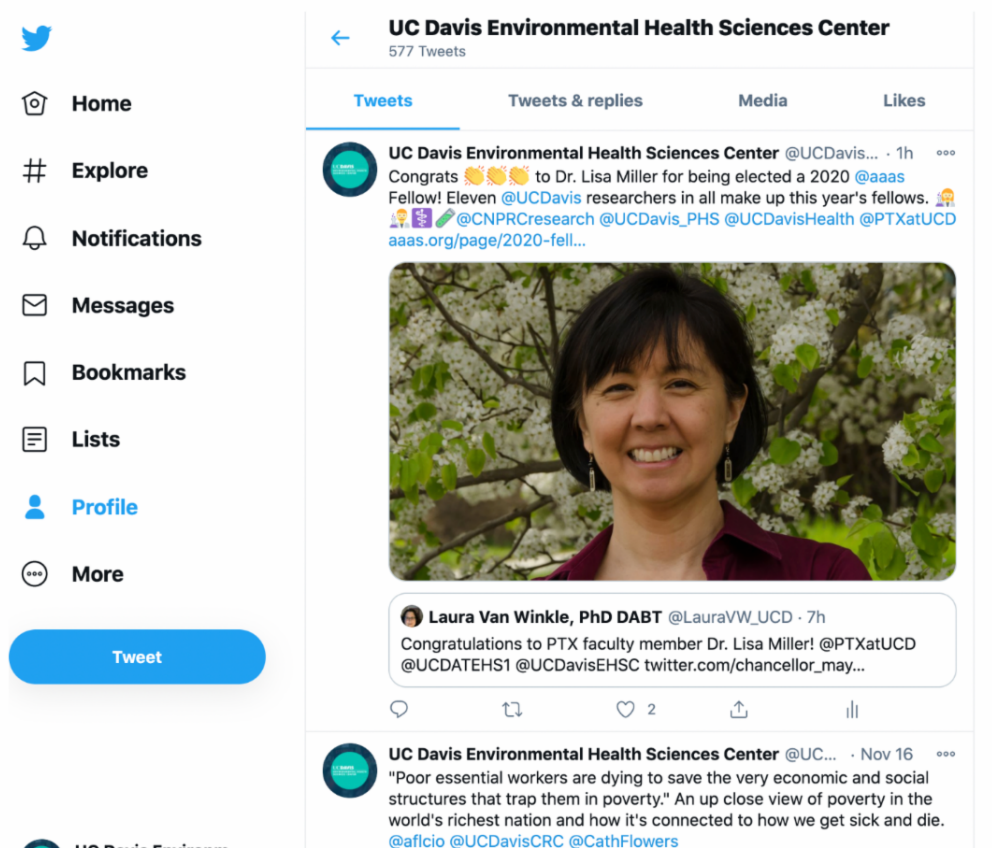 UC Davis Environmental Health Sciences Center
577 Tweets
Home
Explore
Notifications
Messages
Bookmarks
Lists
Profile
More
Tweet
Tweets
Tweets & replies
Media
Likes
UC Davis Environmental Health Sciences Center @UCDavis... · 1h
Congrats 👏👏👏 to Dr. Lisa Miller for being elected a 2020 @aaas
Fellow! Eleven @UCDavis researchers in all make up this year's fellows.
@CNPRCresearch @UCDavis_PHS @UCDavisHealth @PTXatUCD
aaas.org/page/2020-fell...
Laura Van Winkle, PhD DABT @LauraVW_UCD · 7h
Congratulations to PTX faculty member Dr. Lisa Miller! @PTXatUCD
@UCDATEHS1 @UCDavisEHSC twitter.com/chancellor_may...
2
UC Davis Environmental Health Sciences Center @UC... · Nov 16
"Poor essential workers are dying to save the very economic and social
structures that trap them in poverty." An up close view of poverty in the
world's richest nation and how it's connected to how we get sick and die.
@aflcio @UCDavisCRC @CathFlowers